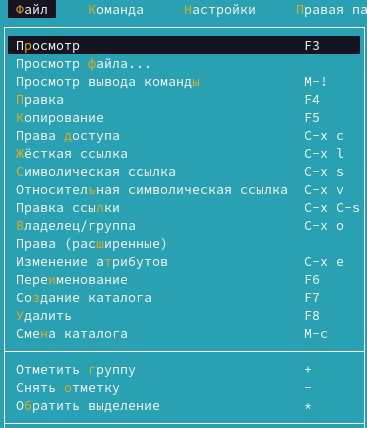 Файл Команда Настройки Правая па
Просмотр F3
Просмотр файла...
Просмотр вывода команды M-!
Правка F4
Копирование F5
Права доступа C-x c
Жёсткая ссылка C-x l
Символическая ссылка C-x s
Относительная символическая ссылка C-x v
Правка ссылки C-x C-s
Владелец/группа C-x o
Права (расширенные)
Изменение атрибутов C-x e
Переименование F6
Создание каталога F7
Удалить F8
Смена каталога M-c
Отметить группу +
Снять отметку -
Обратить выделение *